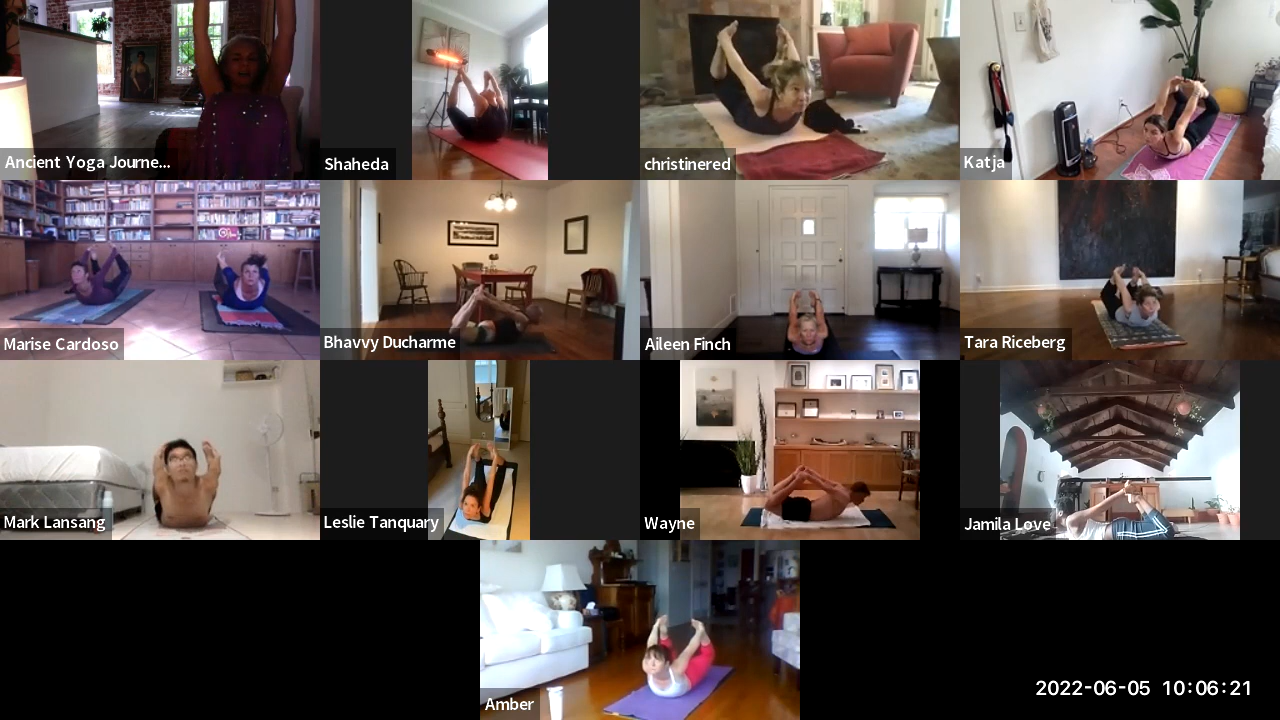 Ancient Yoga Journe...
Shaheda
christinered
Katja
Marise Cardoso
Bhavvy Ducharme
Aileen Finch
Tara Riceberg
Mark Lansang
Leslie Tanquary
Wayne
Jamila Love
Amber
2022-06-05 10:06:21